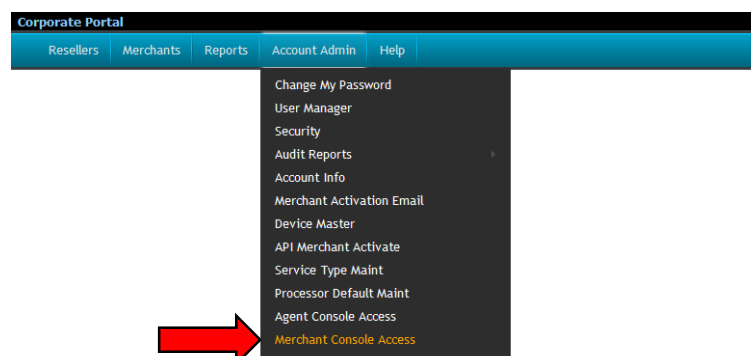 Corporate Portal
Resellers Merchants Reports Account Admin Help
Change My Password
User Manager
Security
Audit Reports
Account Info
Merchant Activation Email
Device Master
API Merchant Activate
Service Type Maint
Processor Default Maint
Agent Console Access
Merchant Console Access